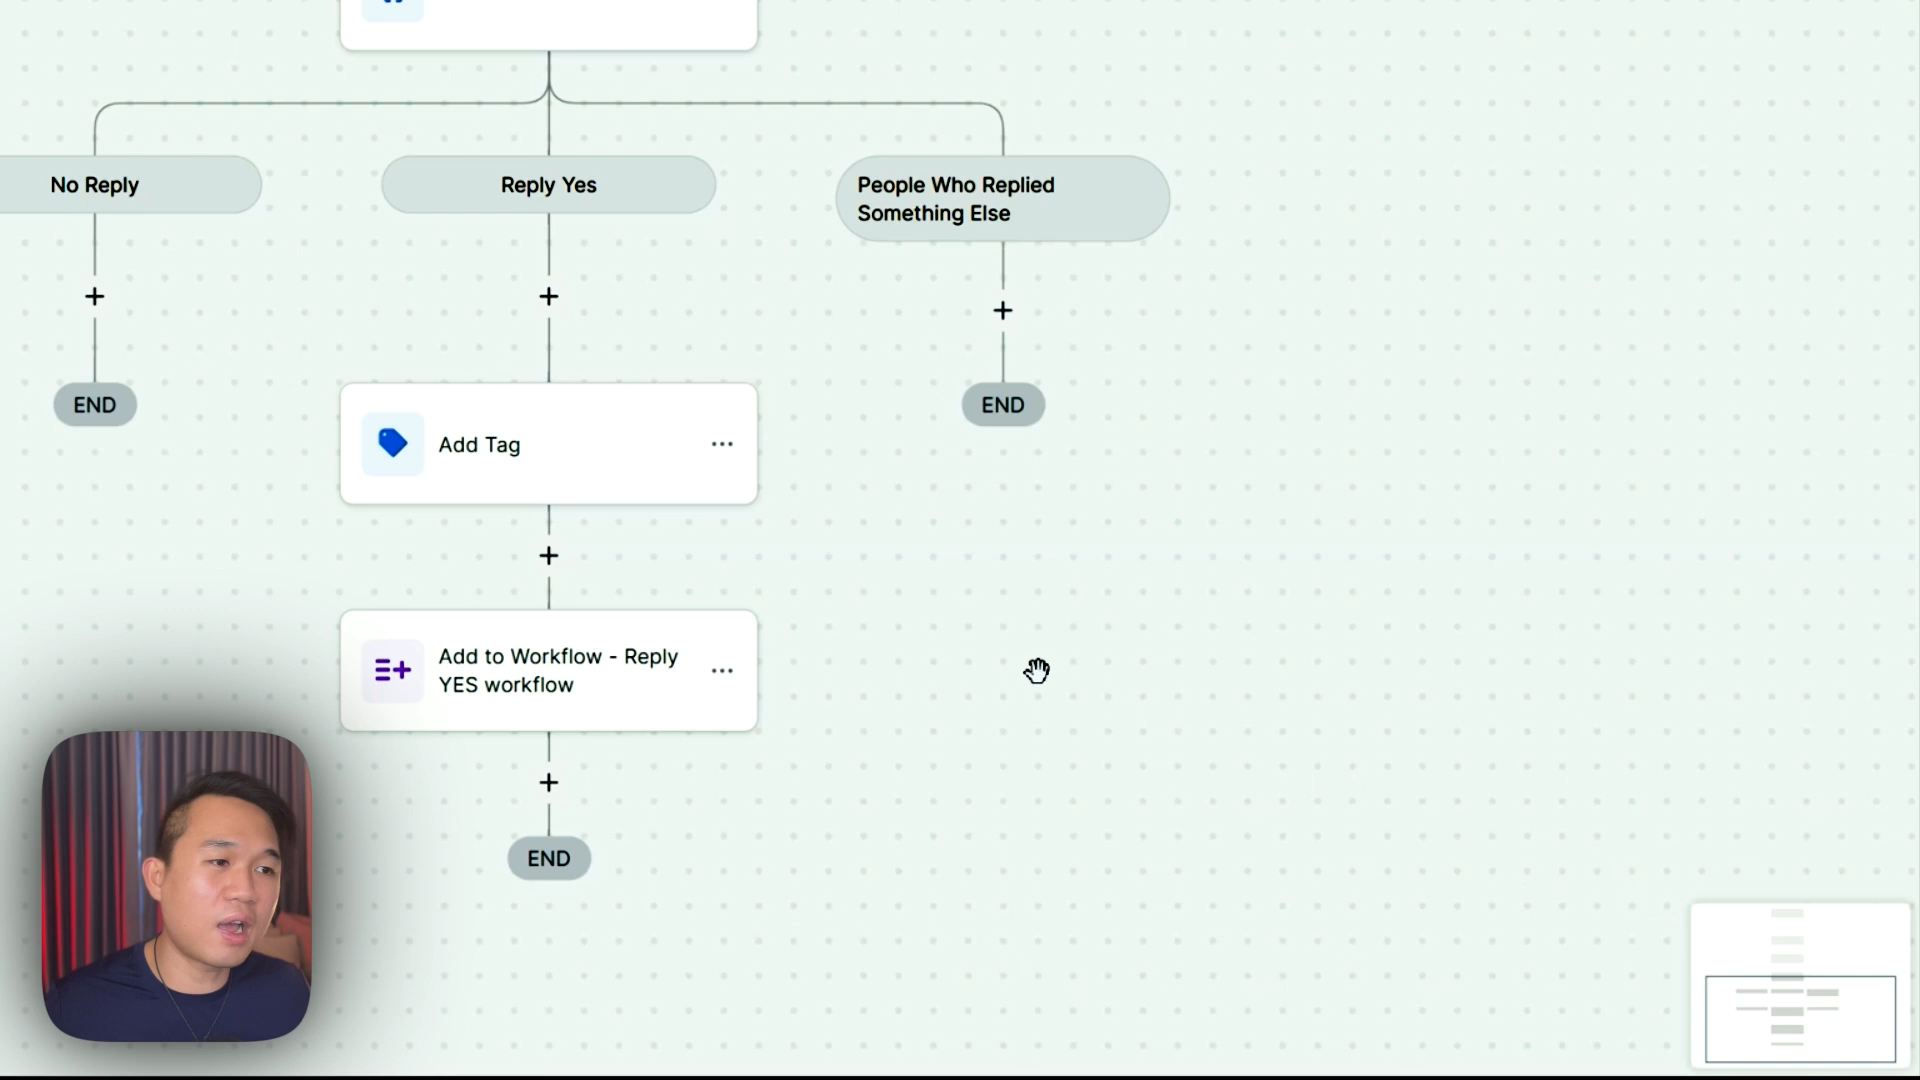 No Reply
Reply Yes
People Who Replied
Something Else
END
END
Add Tag
Add to Workflow - Reply
YES workflow
END